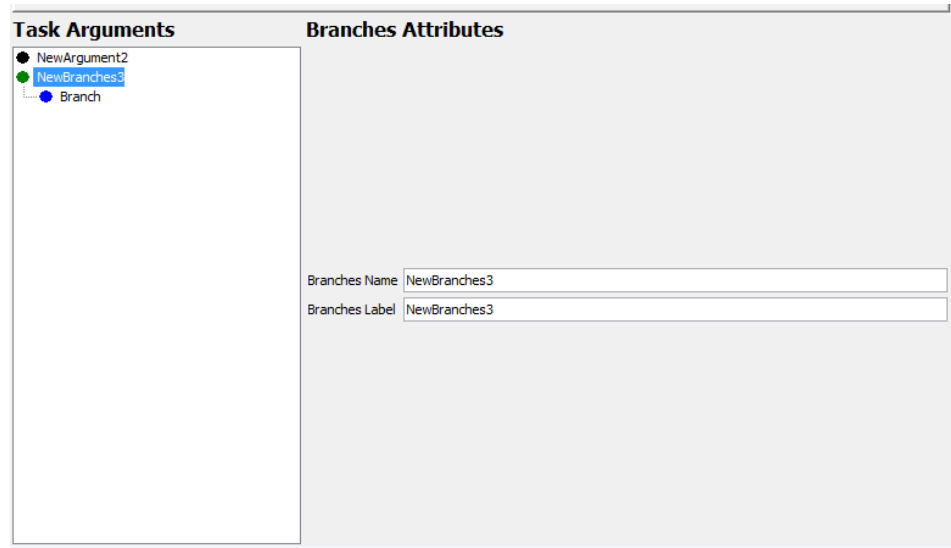 Task Arguments
Branches Attributes
NewArgument2
NewBranches3
Branch
Branches Name NewBranches3
Branches Label NewBranches3